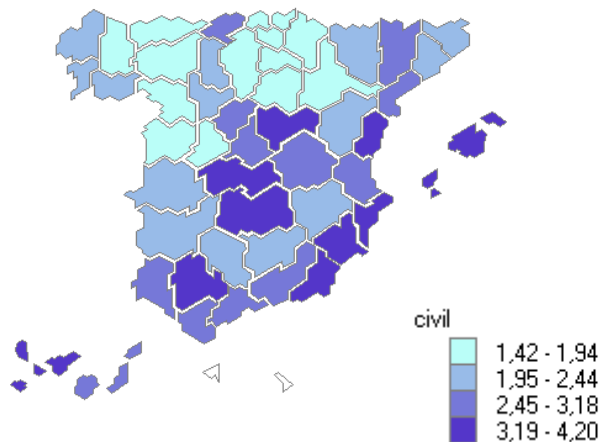 civil
1,42 - 1,94
1,95 - 2,44
2,45 - 3,18
3,19 - 4,20